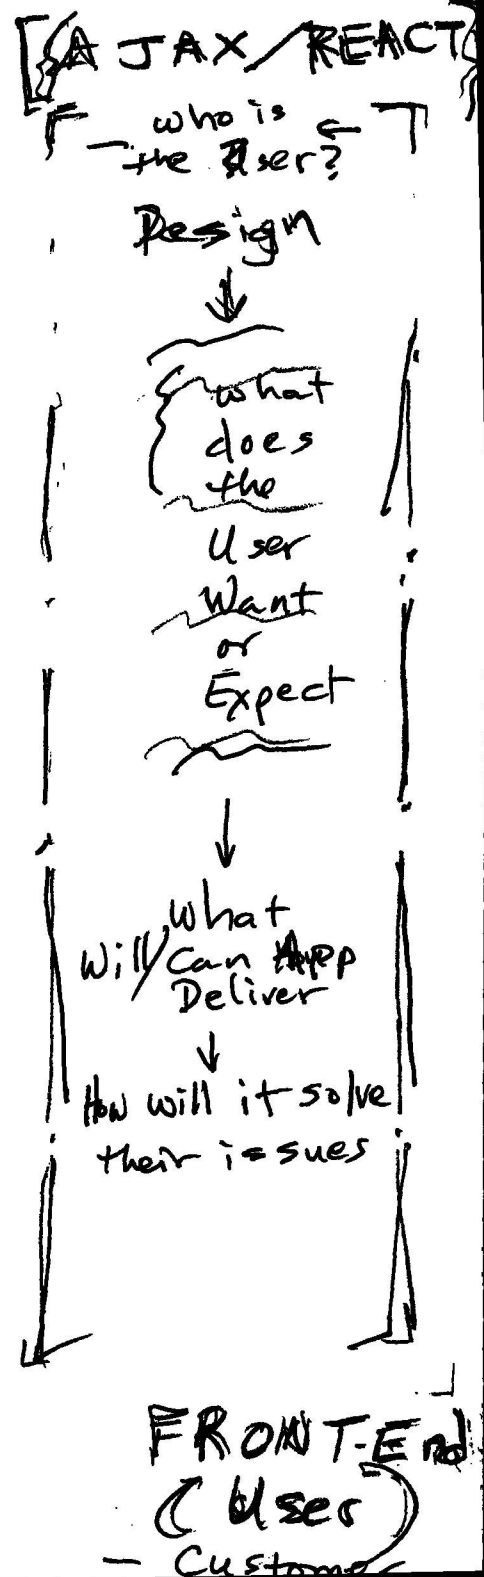 AJAX/REACT
who is
the User?
Design
what
does
the
User
Want
or
Expect
What
Will/Can App
Deliver
How will it solve
their issues
FRONT-End
User
- Customer